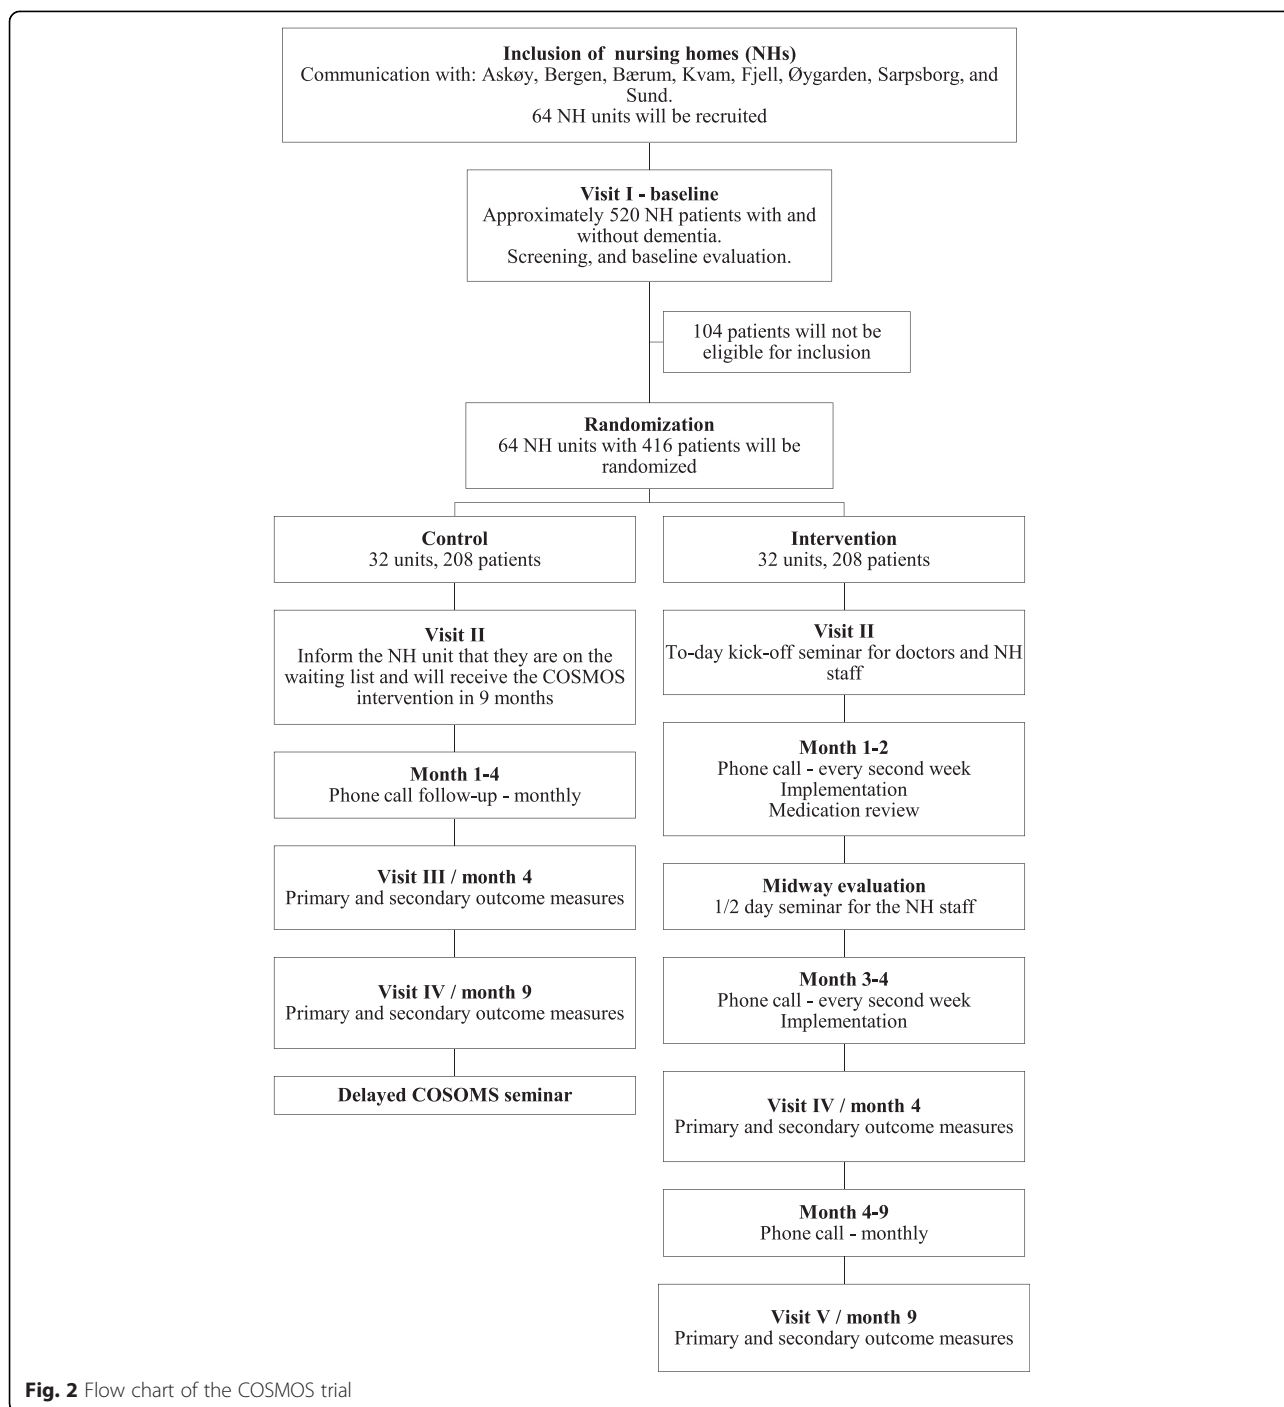 Inclusion of nursing homes (NHs)
Communication with: Askøy, Bergen, Bærum, Kvam, Fjell, Øygarden, Sarpsborg, and
Sund.
64 NH units will be recruited
Visit I - baseline
Approximately 520 NH patients with and
without dementia.
Screening, and baseline evaluation.
104 patients will not be
eligible for inclusion
Randomization
64 NH units with 416 patients will be
randomized
Control
32 units, 208 patients
Visit II
Inform the NH unit that they are on the
waiting list and will receive the COSMOS
intervention in 9 months
Month 1-4
Phone call follow-up - monthly
Visit III / month 4
Primary and secondary outcome measures
Visit IV / month 9
Primary and secondary outcome measures
Delayed COSOMS seminar
Intervention
32 units, 208 patients
Visit II
To-day kick-off seminar for doctors and NH
staff
Month 1-2
Phone call - every second week
Implementation
Medication review
Midway evaluation
1/2 day seminar for the NH staff
Month 3-4
Phone call - every second week
Implementation
Visit IV / month 4
Primary and secondary outcome measures
Month 4-9
Phone call - monthly
Visit V / month 9
Primary and secondary outcome measures
Fig. 2 Flow chart of the COSMOS trial